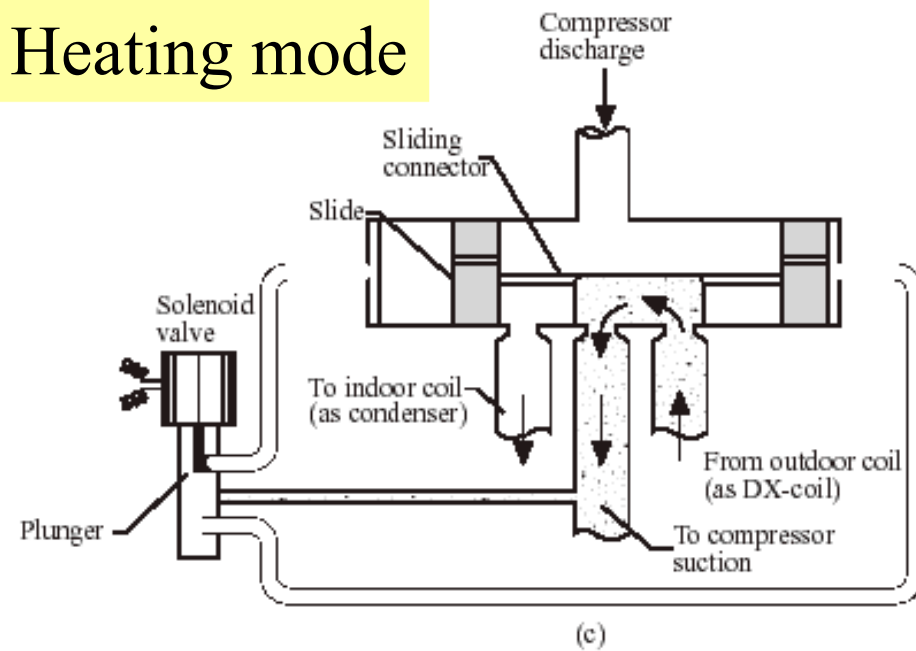 Heating mode
Compressor
discharge
Sliding
connector
Slide
Solenoid
valve
To indoor coil
(as condenser)
From outdoor coil
(as DX-coil)
Plunger
To compressor
suction
(c)